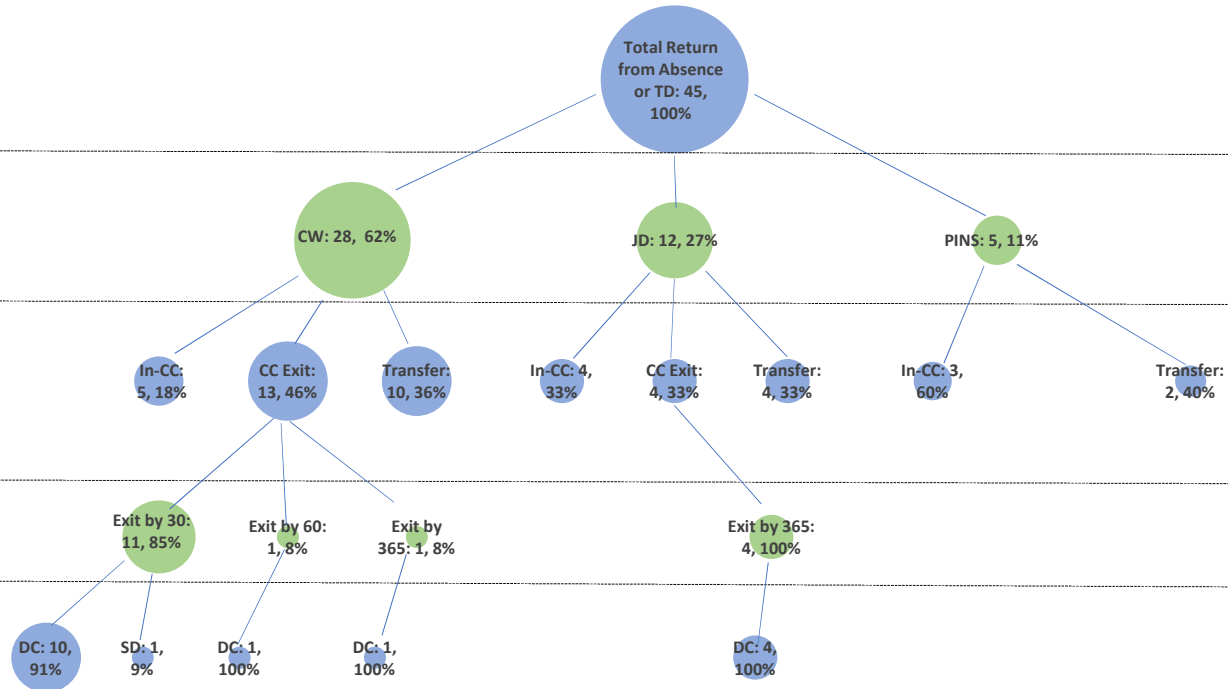 Total Return
from Absence
or TD: 45,
100%
CW: 28, 62%
JD: 12, 27%
PINS: 5, 11%
In-CC:
5, 18%
CC Exit:
13, 46%
Transfer:
10, 36%
In-CC: 4,
33%
CC Exit:
4, 33%
Transfer:
4, 33%
In-CC: 3,
60%
Transfer:
2, 40%
Exit by 30:
11, 85%
Exit by 60:
1, 8%
Exit by
365: 1, 8%
Exit by 365:
4, 100%
DC: 10,
91%
SD: 1,
9%
DC: 1,
100%
DC: 1,
100%
DC: 4,
100%